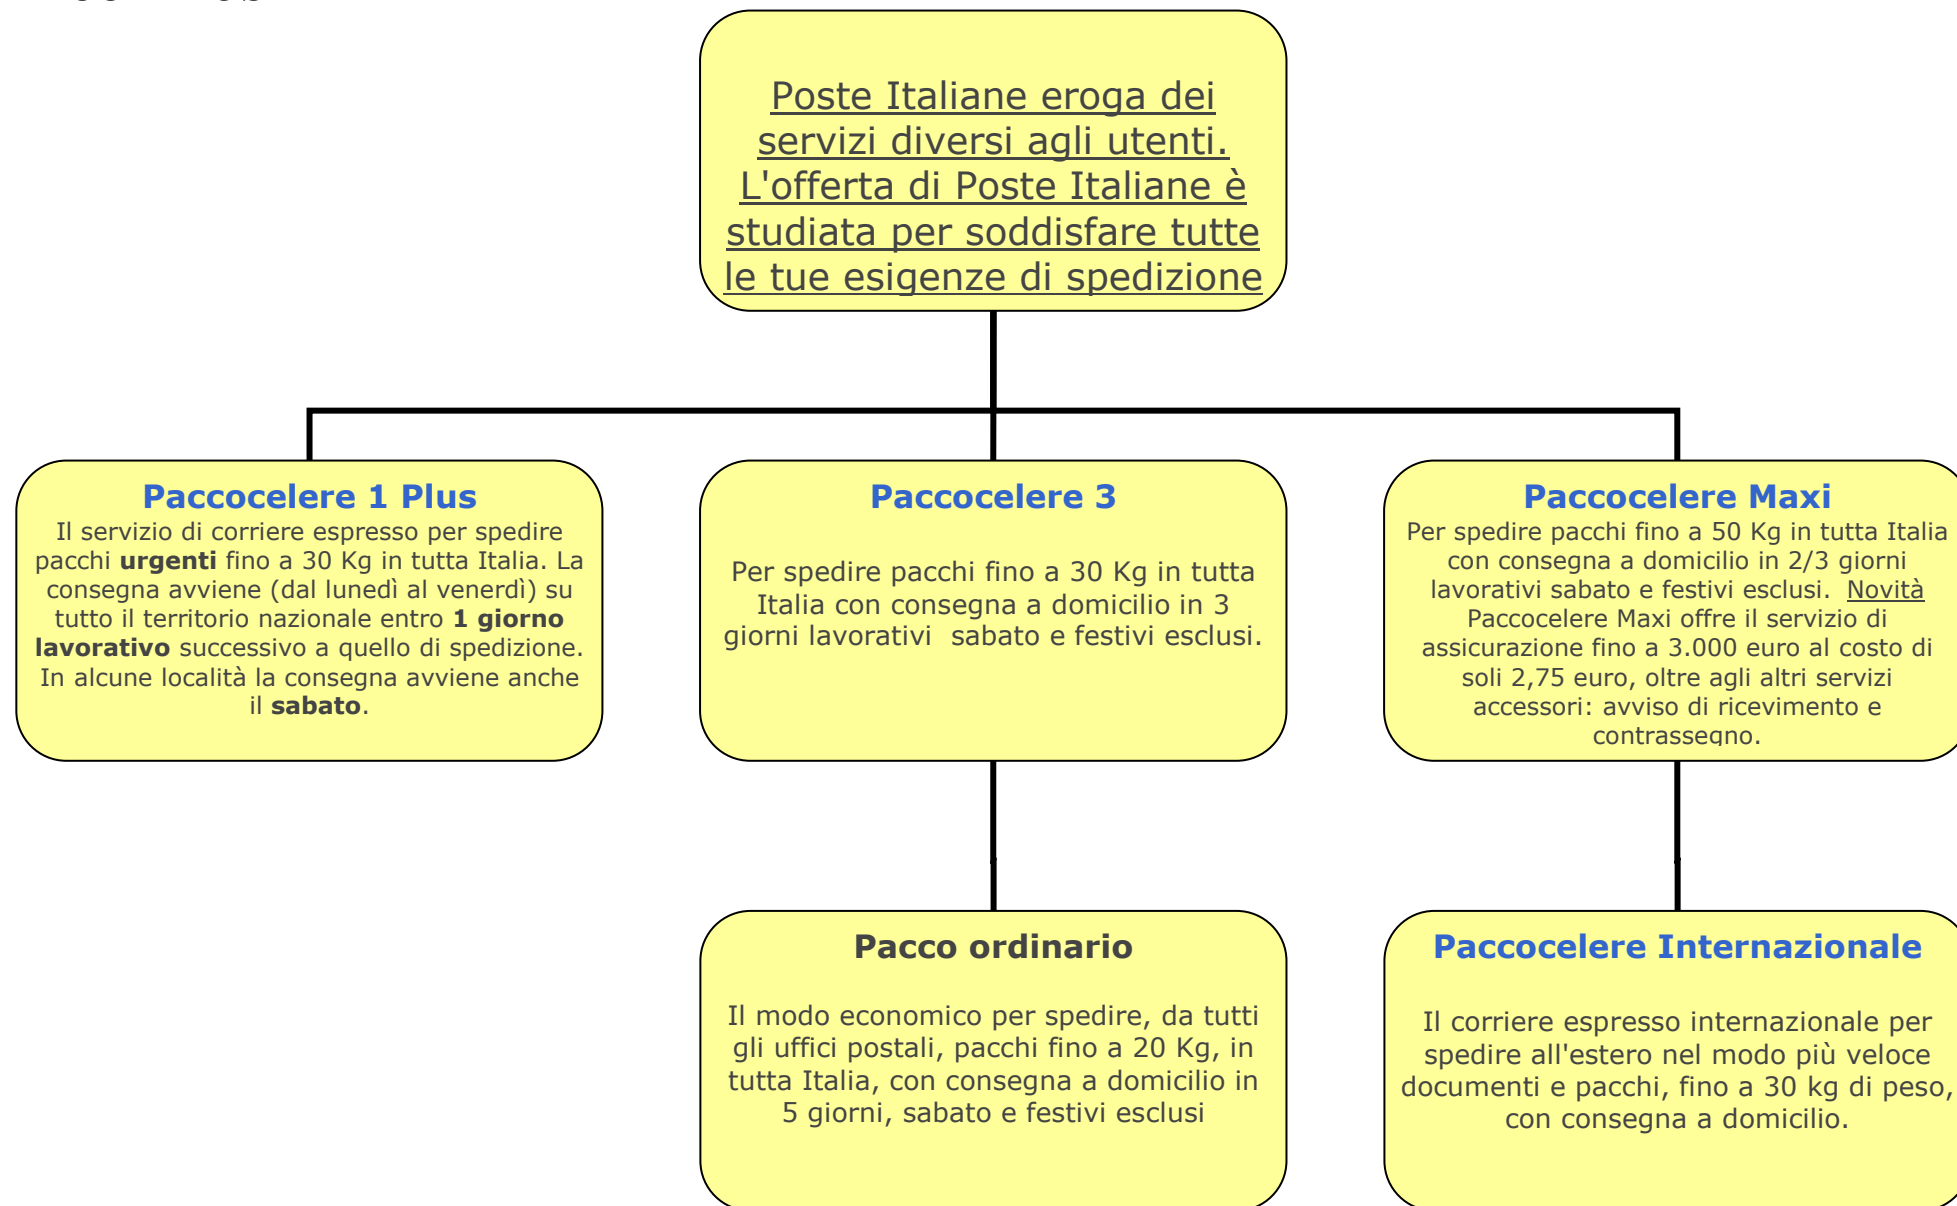 Poste Italiane eroga dei
servizi diversi agli utenti.
L'offerta di Poste Italiane è
studiata per soddisfare tutte
le tue esigenze di spedizione
Paccocelere 1 Plus
Il servizio di corriere espresso per spedire
pacchi urgenti fino a 30 Kg in tutta Italia. La
consegna avviene (dal lunedì al venerdì) su
tutto il territorio nazionale entro 1 giorno
lavorativo successivo a quello di spedizione.
In alcune località la consegna avviene anche
il sabato.
Paccocelere 3
Per spedire pacchi fino a 30 Kg in tutta
Italia con consegna a domicilio in 3
giorni lavorativi  sabato e festivi esclusi.
Paccocelere Maxi
Per spedire pacchi fino a 50 Kg in tutta Italia
con consegna a domicilio in 2/3 giorni
lavorativi sabato e festivi esclusi.  Novità
Paccocelere Maxi offre il servizio di
assicurazione fino a 3.000 euro al costo di
soli 2,75 euro, oltre agli altri servizi
accessori: avviso di ricevimento e
contrassegno.
Pacco ordinario
Il modo economico per spedire, da tutti
gli uffici postali, pacchi fino a 20 Kg, in
tutta Italia, con consegna a domicilio in
5 giorni, sabato e festivi esclusi
Paccocelere Internazionale
Il corriere espresso internazionale per
spedire all'estero nel modo più veloce
documenti e pacchi, fino a 30 kg di peso,
con consegna a domicilio.